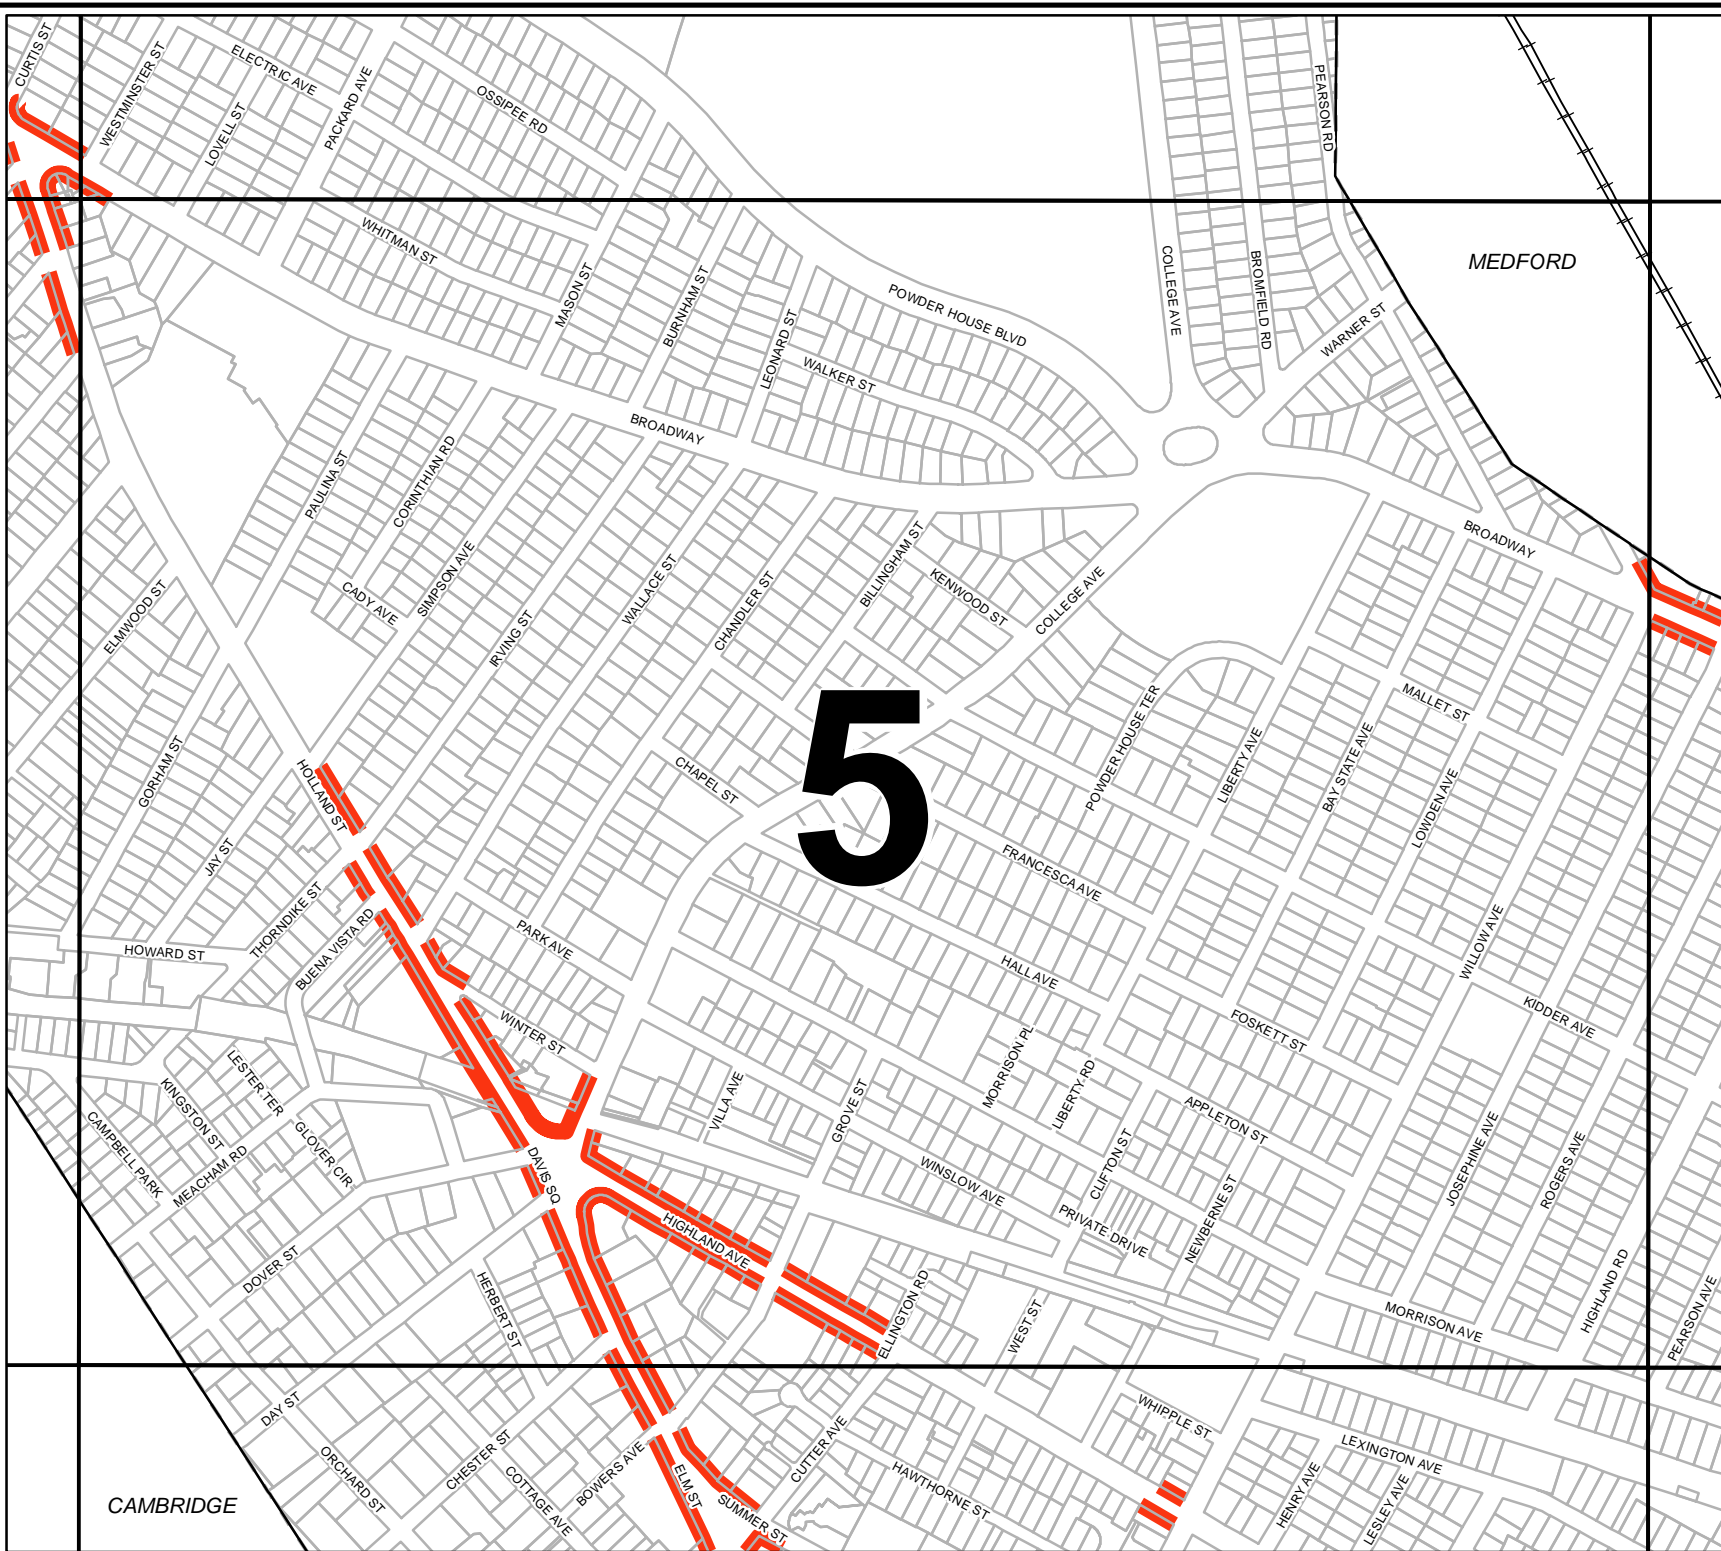 CURTIS ST
WESTMINSTER ST
ELECTRIC AVE
LOVELL ST
PACKARD AVE
OSSIPEE RD
PEARSON RD
WHITMAN ST
MASON ST
BURNHAM ST
LEONARD ST
POWDER HOUSE BLVD
WALKER ST
COLLEGE AVE
BROMFIELD RD
WARNER ST
MEDFORD
BROADWAY
PAULINA ST
CORINTHIAN RD
CADY AVE
SIMPSON AVE
IRVING ST
WALLACE ST
CHANDLER ST
BILLINGHAM ST
KENWOOD ST
COLLEGE AVE
BROADWAY
ELMWOOD ST
GORHAM ST
JAY ST
HOLLAND ST
CHAPEL ST
5
POWDER HOUSE TER
LIBERTY AVE
BAY STATE AVE
MALLET ST
LOWDEN AVE
FRANCESCA AVE
WILLOW AVE
KIDDER AVE
HOWARD ST
THORNDIKE ST
BUENA VISTA RD
PARK AVE
WINTER ST
HALL AVE
FOSKETT ST
MORRISON PL
LIBERTY RD
APPLETON ST
LESTER TER
KINGSTON ST
CAMPBELL PARK
MEACHAM RD
GLOVER CIR
VILLA AVE
GROVE ST
WINSLOW AVE
CLIFTON ST
PRIVATE DRIVE
NEWBERNE ST
JOSEPHINE AVE
ROGERS AVE
DAVIS SQ
HIGHLAND AVE
DOVER ST
HERBERT ST
ELLINGTON RD
WEST ST
MORRISON AVE
HIGHLAND RD
PEARSON AVE
DAY ST
ORCHARD ST
CHESTER ST
COTTAGE AVE
BOWERS AVE
ELM ST
SUMMER ST
CUTTER AVE
HAWTHORNE ST
WHIPPLE ST
LEXINGTON AVE
HENRY AVE
LESLEY AVE
CAMBRIDGE